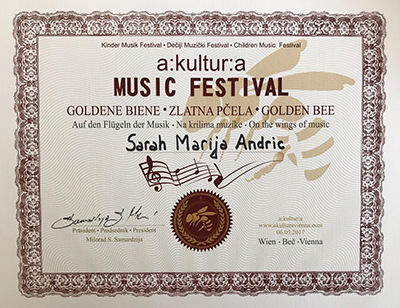 Kinder Musik Festival • Dečiji Muzički Festival • Children Music Festival
a:kultur:a
MUSIC FESTIVAL
GOLDENE BIENE • ZLATNA PČELA • GOLDEN BEE
Auf den Flügeln der Musik • Na krilima muzike • On the wings of music
Sarah Marija Andric
Präsident • Predsednik • President
Milorad S. Samardzija
a:kultur:a
www.akulturavienna.com
06.05.2017
Wien • Beč • Vienna